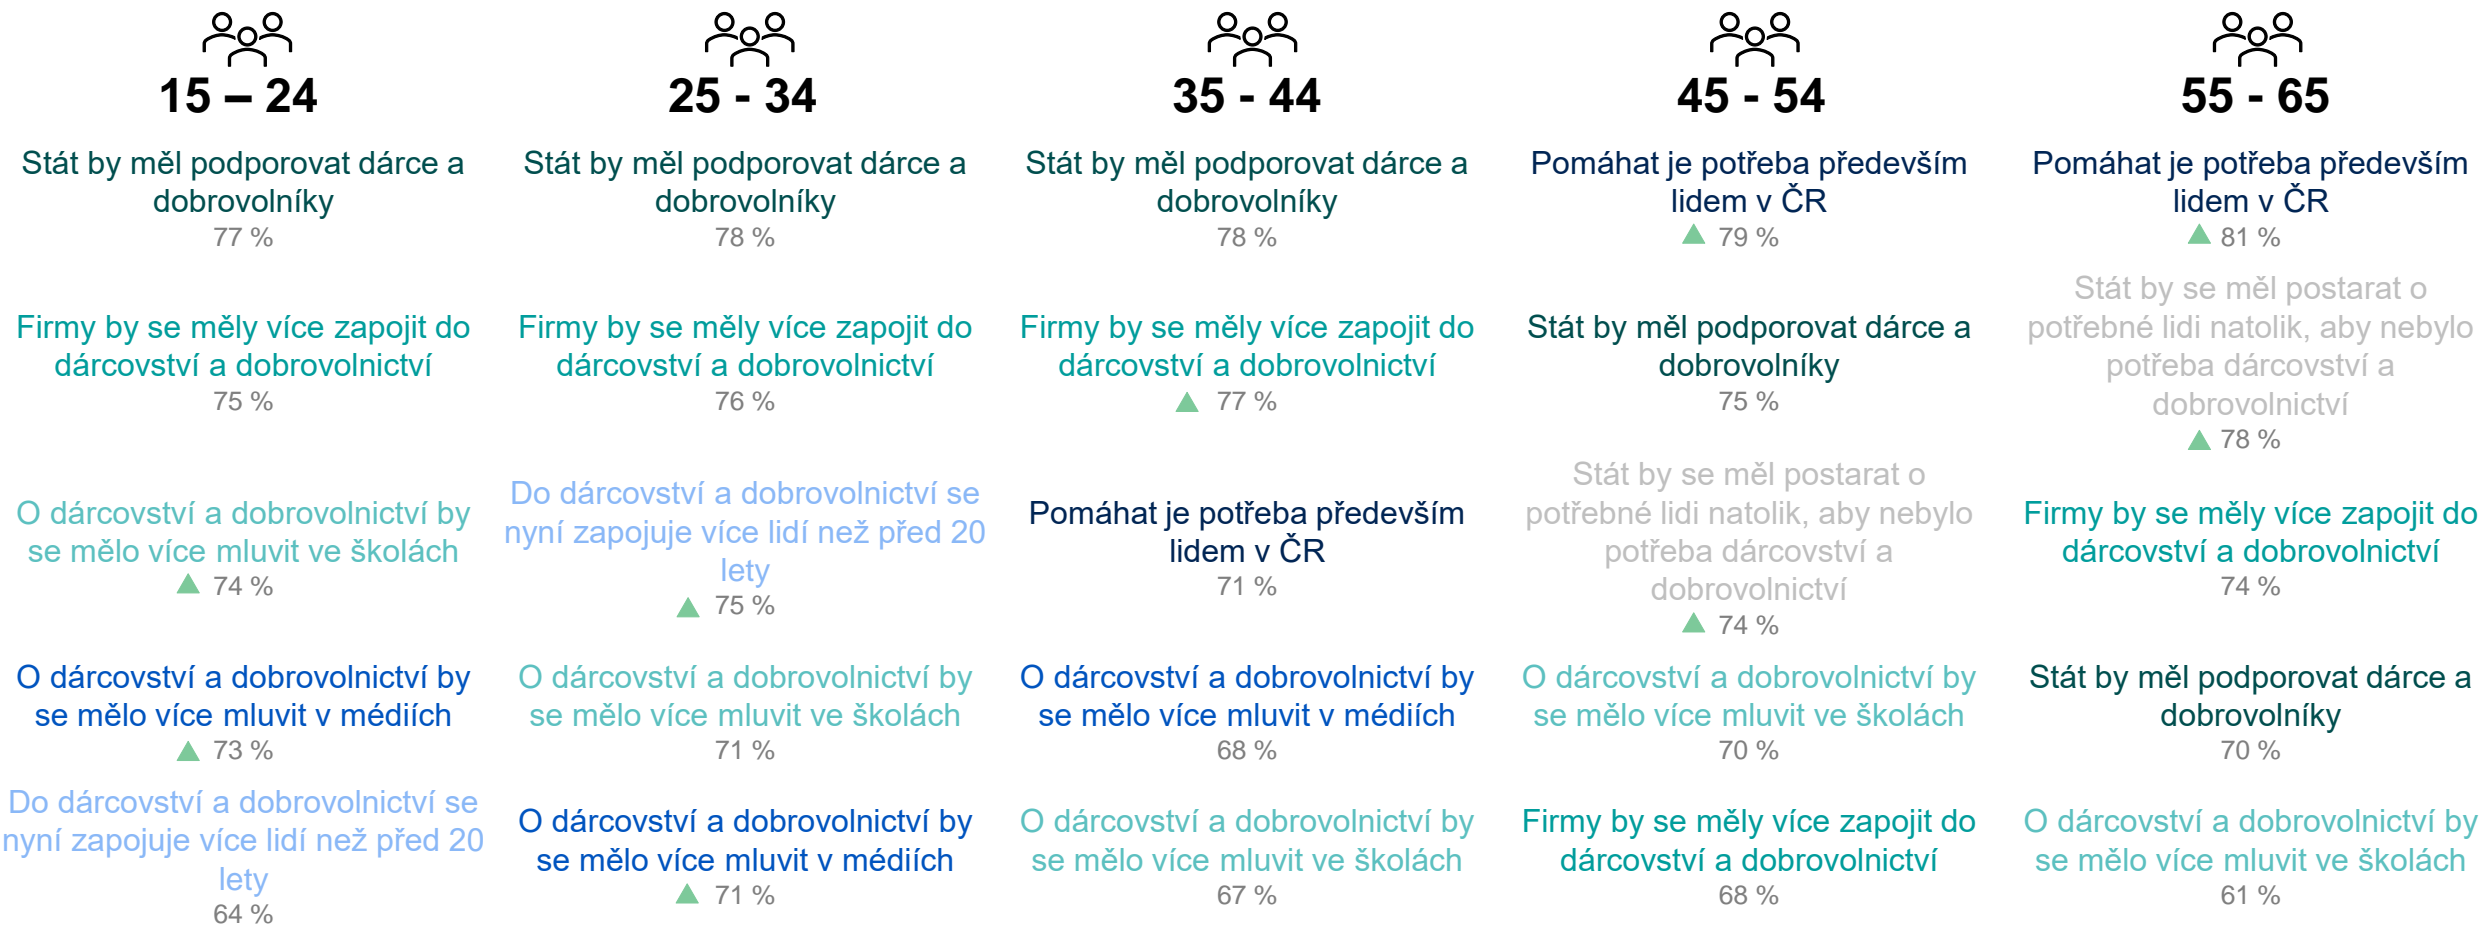 15 – 24
Stát by měl podporovat dárce a
dobrovolníky
77 %
Firmy by se měly více zapojit do
dárcovství a dobrovolnictví
75 %
O dárcovství a dobrovolnictví by
se mělo více mluvit ve školách
74 %
O dárcovství a dobrovolnictví by
se mělo více mluvit v médiích
73 %
Do dárcovství a dobrovolnictví se
nyní zapojuje více lidí než před 20
lety
64 %
25 - 34
Stát by měl podporovat dárce a
dobrovolníky
78 %
Firmy by se měly více zapojit do
dárcovství a dobrovolnictví
76 %
Do dárcovství a dobrovolnictví se
nyní zapojuje více lidí než před 20
lety
75 %
O dárcovství a dobrovolnictví by
se mělo více mluvit ve školách
71 %
O dárcovství a dobrovolnictví by
se mělo více mluvit v médiích
71 %
35 - 44
Stát by měl podporovat dárce a
dobrovolníky
78 %
Firmy by se měly více zapojit do
dárcovství a dobrovolnictví
77 %
Pomáhat je potřeba především
lidem v ČR
71 %
O dárcovství a dobrovolnictví by
se mělo více mluvit v médiích
68 %
O dárcovství a dobrovolnictví by
se mělo více mluvit ve školách
67 %
45 - 54
Pomáhat je potřeba především
lidem v ČR
79 %
Stát by měl podporovat dárce a
dobrovolníky
75 %
Stát by se měl postarat o
potřebné lidi natolik, aby nebylo
potřeba dárcovství a
dobrovolnictví
74 %
O dárcovství a dobrovolnictví by
se mělo více mluvit ve školách
70 %
Firmy by se měly více zapojit do
dárcovství a dobrovolnictví
68 %
55 - 65
Pomáhat je potřeba především
lidem v ČR
81 %
Stát by se měl postarat o
potřebné lidi natolik, aby nebylo
potřeba dárcovství a
dobrovolnictví
78 %
Firmy by se měly více zapojit do
dárcovství a dobrovolnictví
74 %
Stát by měl podporovat dárce a
dobrovolníky
70 %
O dárcovství a dobrovolnictví by
se mělo více mluvit ve školách
61 %